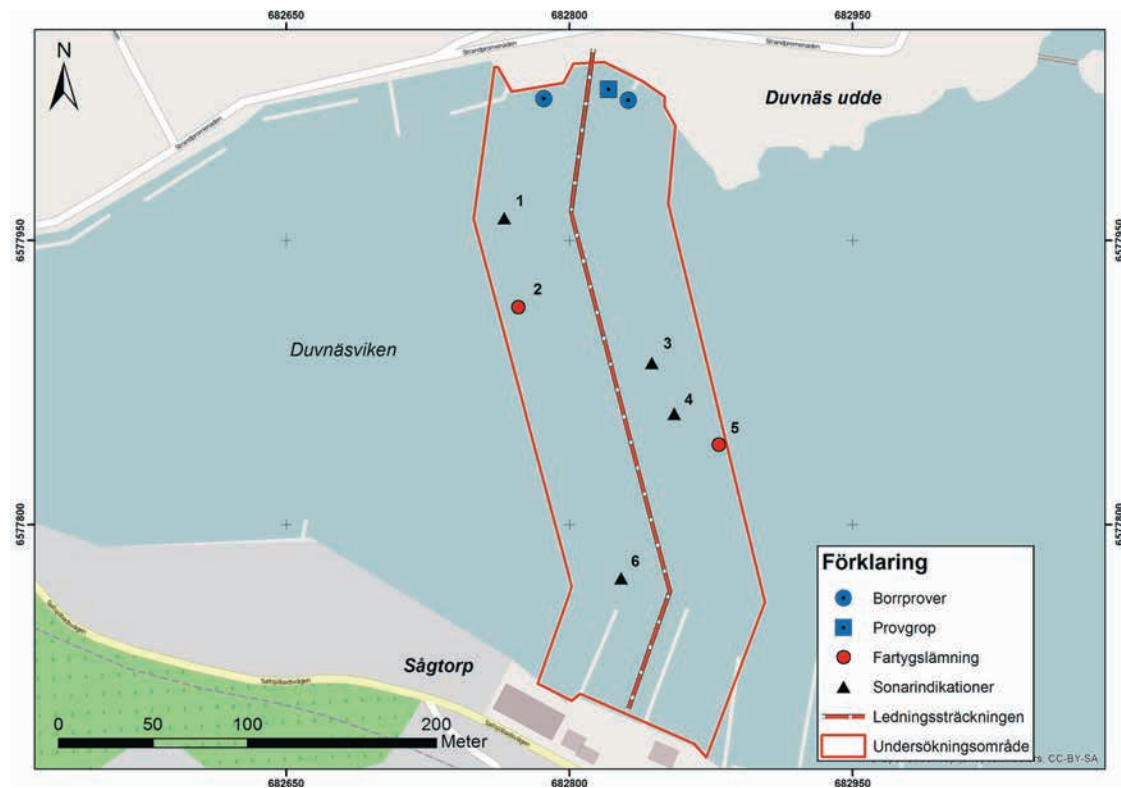 682650 682800 682950
N
Strandpromenaden
Strandpromenaden
Strandpromenaden
Duvnäs udde
1
6577950 6577950
2
Duvnäsviken
3
4
5
6577800 6577800
6
Förklaring
Borrprover
Provgrop
Fartygslämning
Sonarindikationer
Ledningssträckningen
Undersökningsområde
Sågtorp
0 50 100 200
Meter
CC-BY-SA
682650 682800 682950